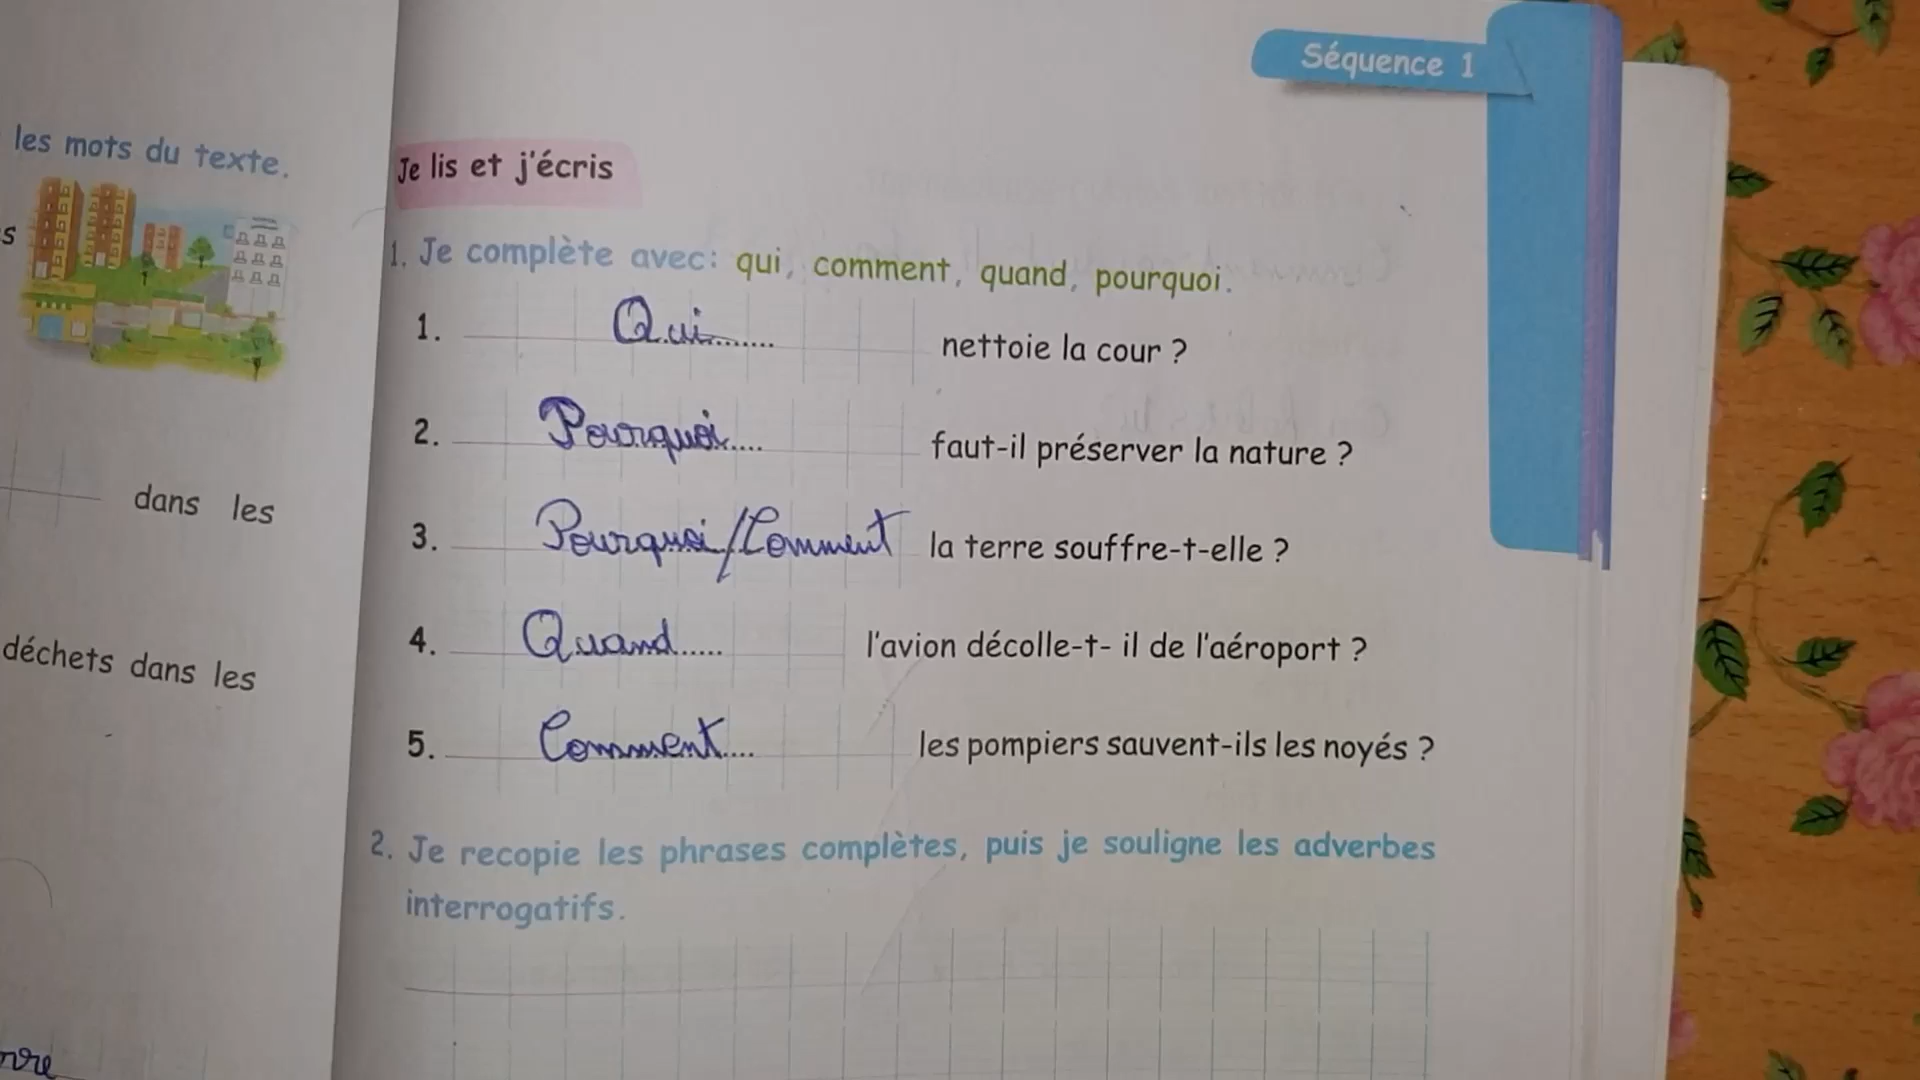 Séquence 1
les mots du texte.
s
dans les
déchets dans les
Je lis et j'écris
1. Je complète avec: qui, comment, quand, pourquoi.
1. Qui........ nettoie la cour ?
2. Pourquoi.... faut-il préserver la nature ?
3. Pourquoi/Comment la terre souffre-t-elle ?
4. Quand..... l'avion décolle-t- il de l'aéroport ?
5. Comment.... les pompiers sauvent-ils les noyés ?
2. Je recopie les phrases complètes, puis je souligne les adverbes
interrogatifs.